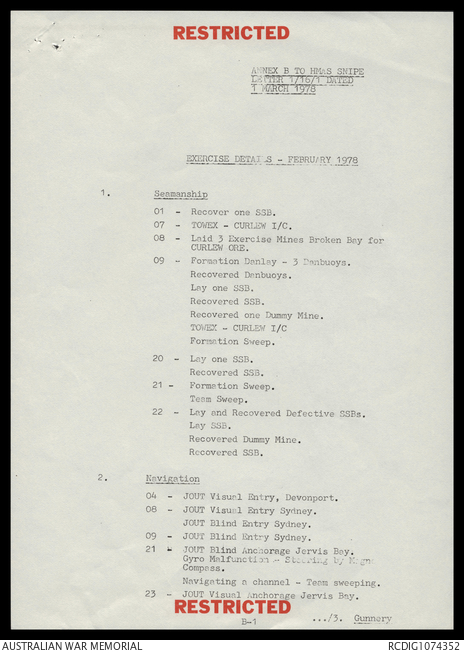 RESTRICTED
ANNEX B TO HMAS SNIPE
LETTER 1/16/1 DATED
1 MARCH 1978
EXERCISE DETAILS - FEBRUARY 1978
1. Seamanship
01 - Recover one SSB.
07 - TOWEX - CURLEW I/C.
08 - Laid 3 Exercise Mines Broken Bay for
CURLEW ORE.
09 - Formation Danlay - 3 Danbuoys.
Recovered Danbuoys.
Lay one SSB.
Recovered SSB.
Recovered one Dummy Mine.
TOWEX - CURLEW I/C
Formation Sweep.
20 - Lay one SSB.
Recovered SSB.
21 - Formation Sweep.
Team Sweep.
22 - Lay and Recovered Defective SSBs.
Lay SSB.
Recovered Dummy Mine.
Recovered SSB.
2. Navigation
04 - JOUT Visual Entry, Devonport.
08 - JOUT Visual Entry Sydney.
JOUT Blind Entry Sydney.
09 - JOUT Blind Entry Sydney.
21 - JOUT Blind Anchorage Jervis Bay.
Gyro Malfunction - Steering by
Compass.
Navigating a channel - Team sweeping.
23 - JOUT Visual Anchorage Jervis Bay.
RESTRICTED
B-1
.../3. Gunnery
AUSTRALIAN WAR MEMORIAL
RCDIG1074352